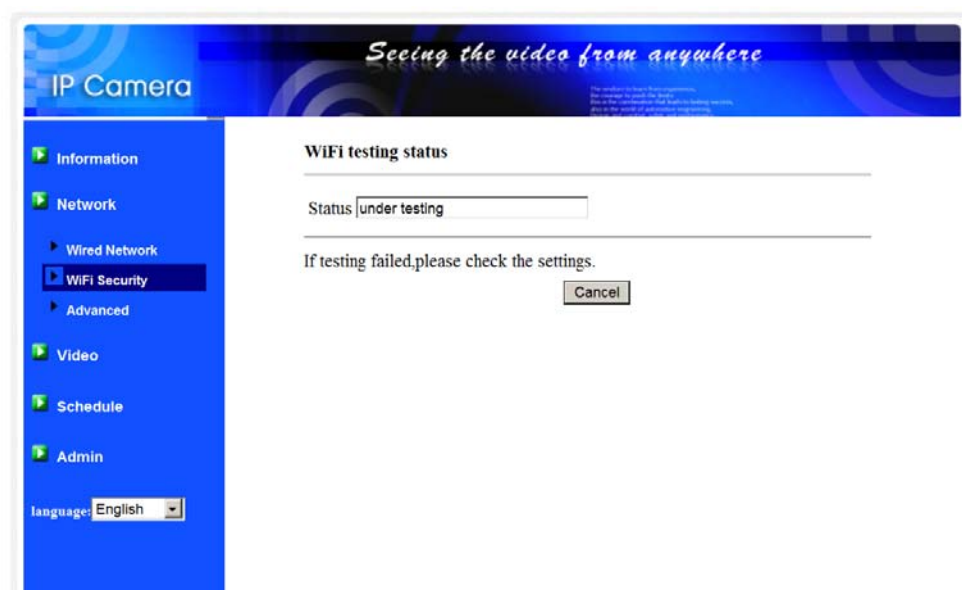 Seeing the video from anywhere
IP Camera
Information
Network
Wired Network
WiFi Security
Advanced
Video
Schedule
Admin
language: English
WiFi testing status
Status under testing
If testing failed,please check the settings.
Cancel